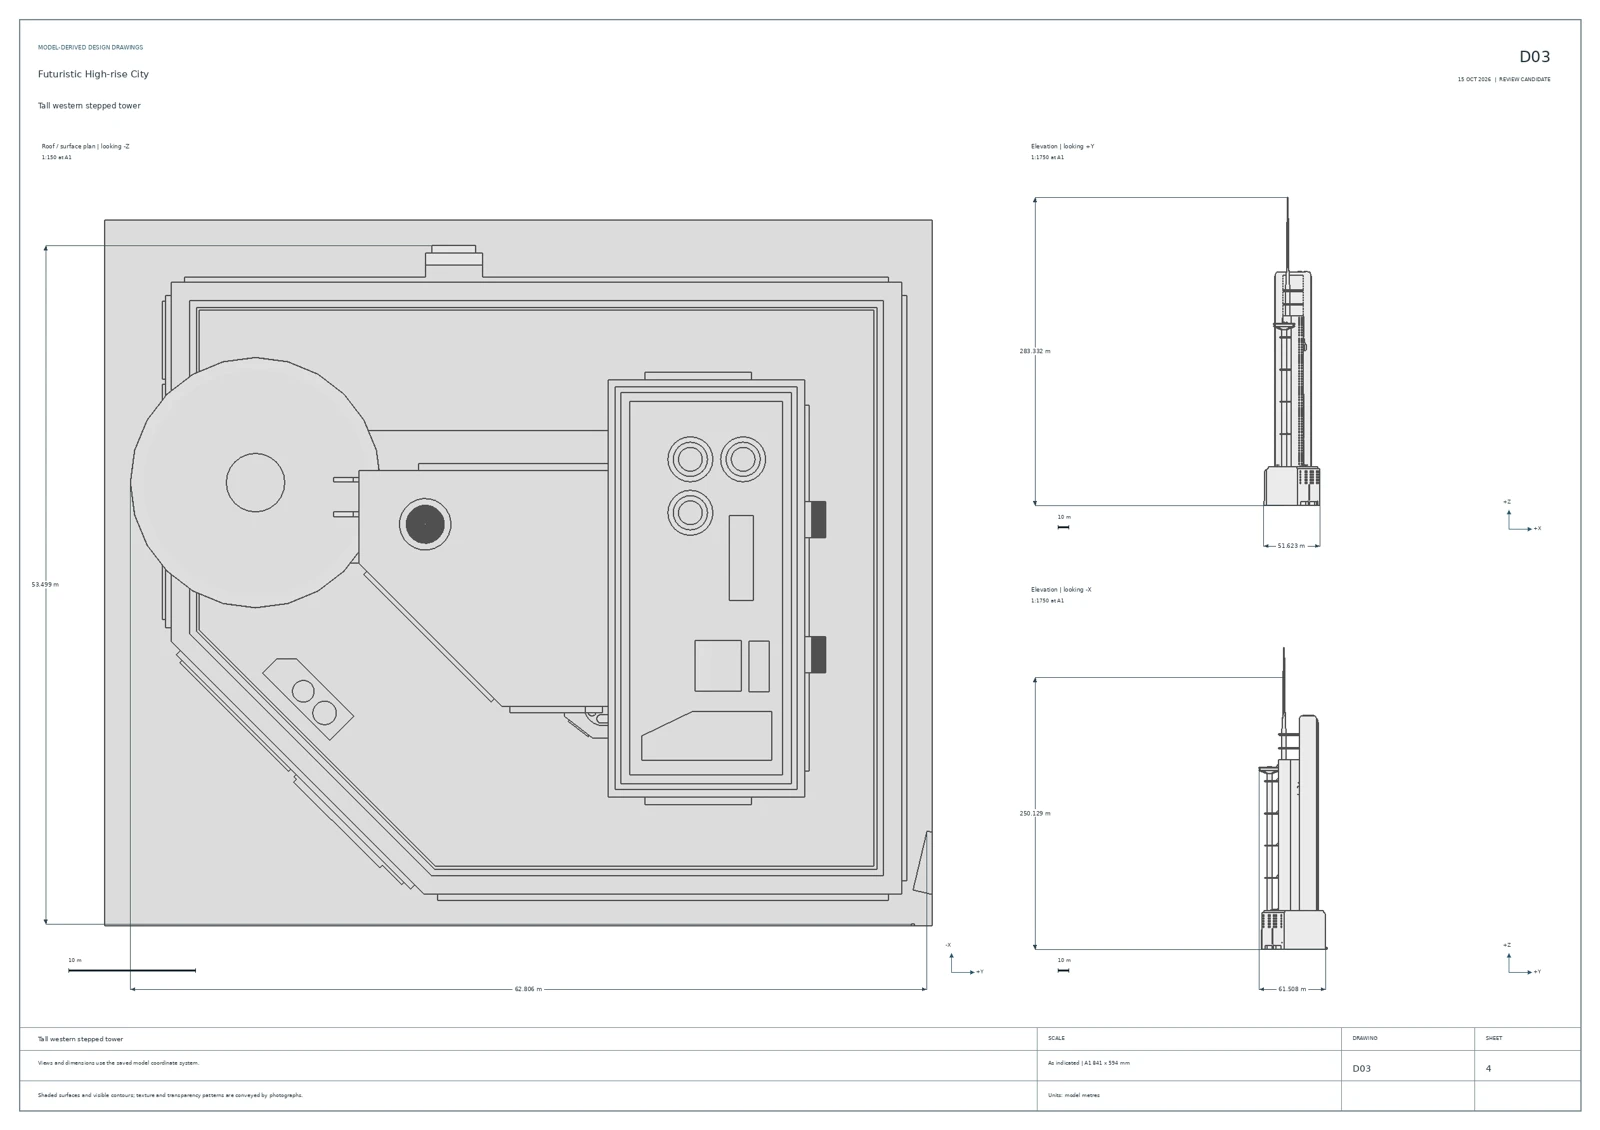 MODEL-DERIVED DESIGN DRAWINGS
Futuristic High-rise City
Tall western stepped tower
D03
15 OCT 2026 | REVIEW CANDIDATE
Roof / surface plan | looking -Z
1:150 at A1
53.499 m
10 m
62.806 m
-X
+Y
Elevation | looking +Y
1:1750 at A1
283.332 m
10 m
51.623 m
+Z
+X
Elevation | looking -X
1:1750 at A1
250.129 m
10 m
61.508 m
+Z
+Y
Tall western stepped tower
Views and dimensions use the saved model coordinate system.
Shaded surfaces and visible contours; texture and transparency patterns are conveyed by photographs.
SCALE
As indicated | A1 841 x 594 mm
Units: model metres
DRAWING
D03
SHEET
4